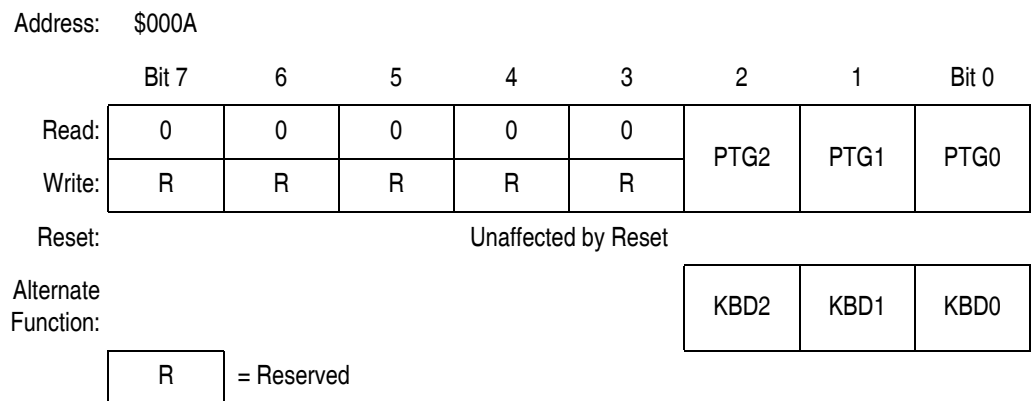 Address: $000A
Bit 7 6 5 4 3 2 1 Bit 0
Read: 0 0 0 0 0 PTG2 PTG1 PTG0
Write: R R R R R
Reset: Unaffected by Reset
Alternate
Function: KBD2 KBD1 KBD0
R = Reserved